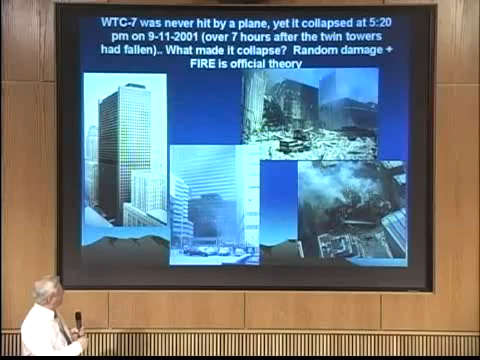 WTC-7 was never hit by a plane, yet it collapsed at 5:20
pm on 9-11-2001 (over 7 hours after the twin towers
had fallen).. What made it collapse?  Random damage +
FIRE is official theory